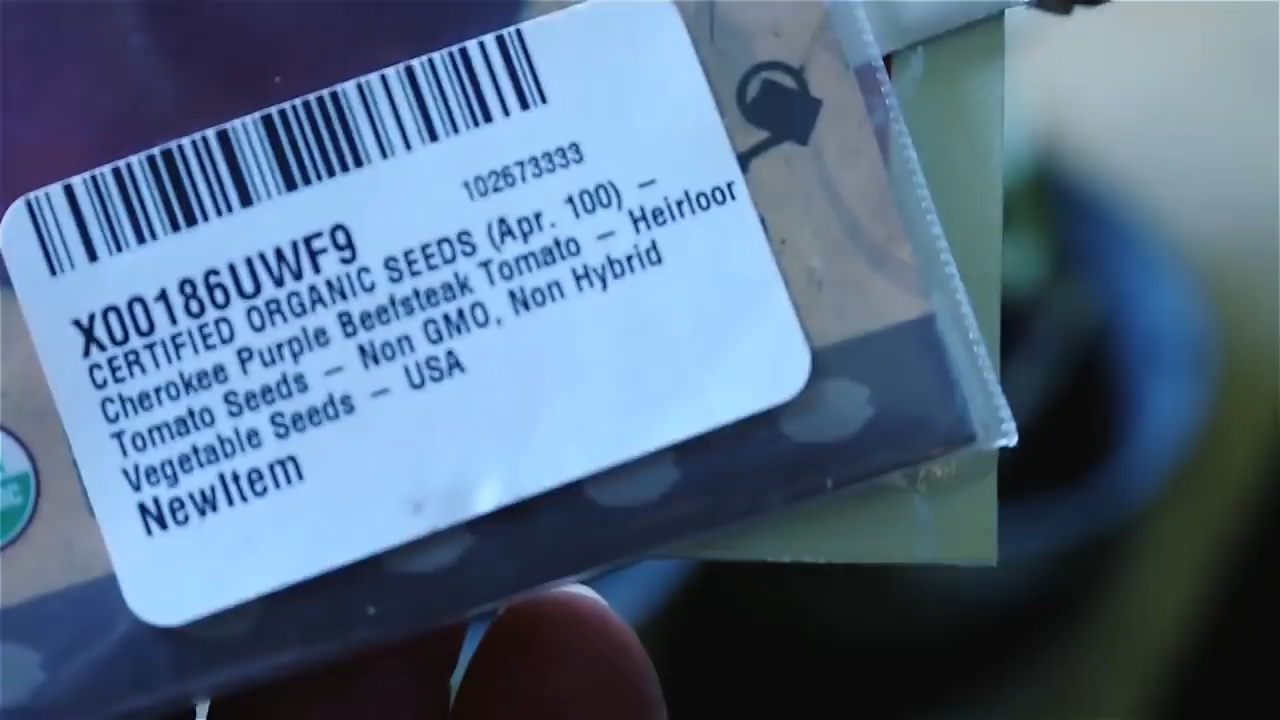 102673333
X00186UWF9
CERTIFIED ORGANIC SEEDS (Apr. 100) –
Cherokee Purple Beefsteak Tomato – Heirloor
Tomato Seeds – Non GMO, Non Hybrid
Vegetable Seeds – USA
NewItem